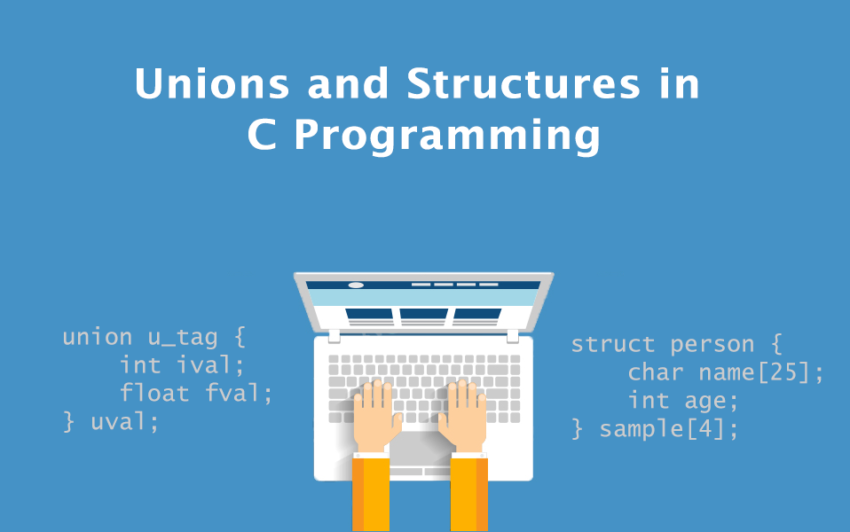 Unions and Structures in
C Programming
union u_tag {
    int ival;
    float fval;
} uval;
struct person {
    char name[25];
    int age;
} sample[4];